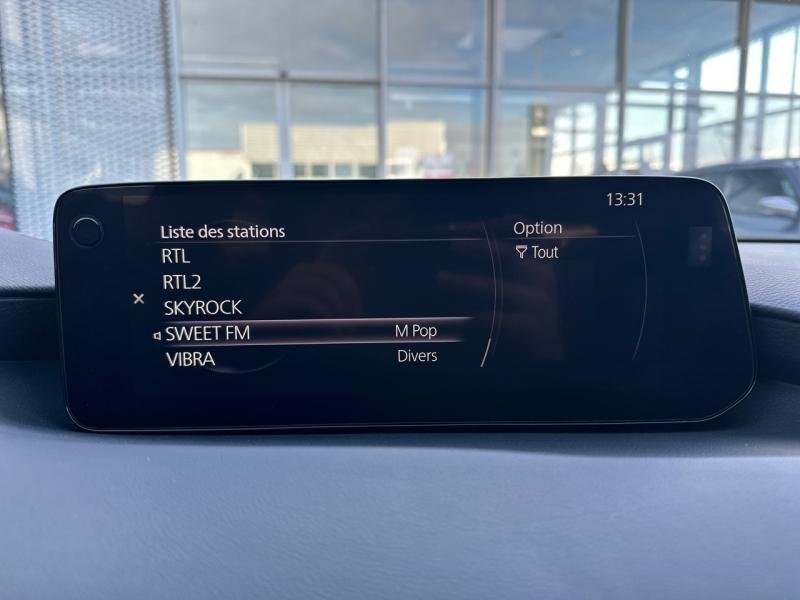 13:31
Liste des stations
Option
RTL
Tout
RTL2
SKYROCK
SWEET FM M Pop
VIBRA Divers